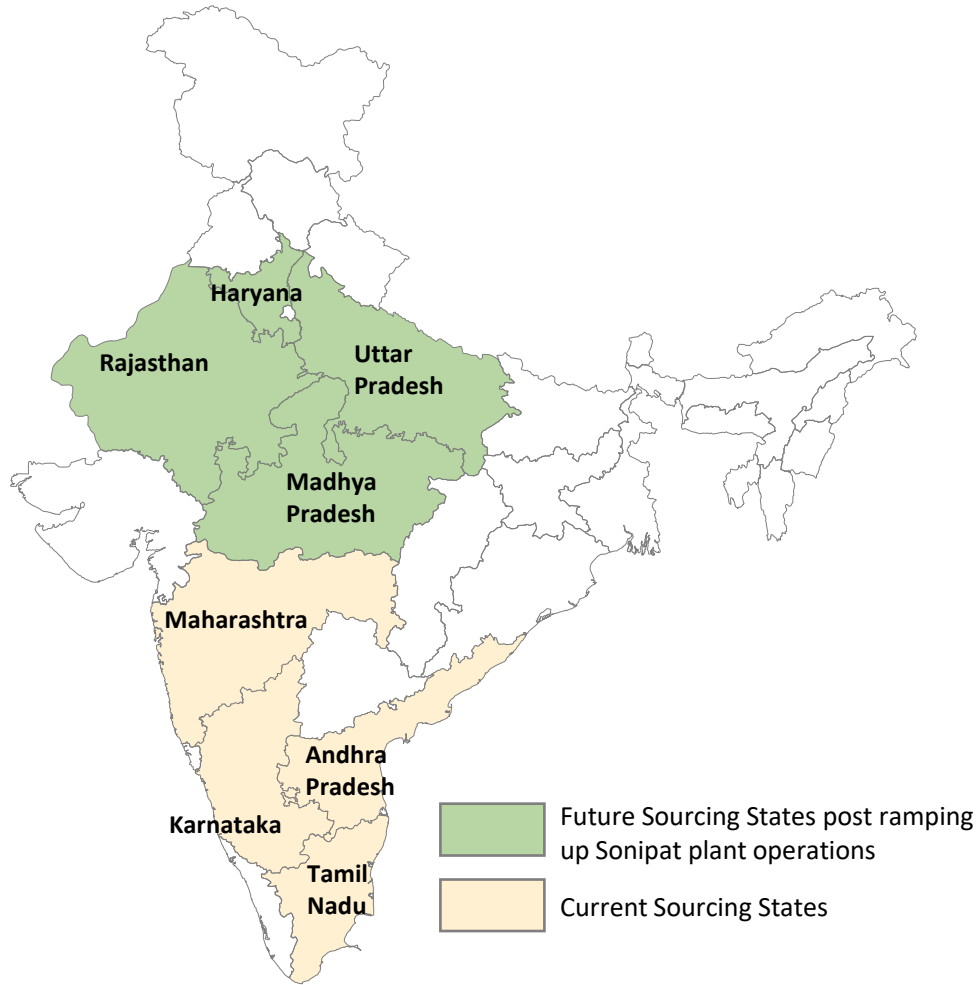 Haryana
Rajasthan
Uttar
Pradesh
Madhya
Pradesh
Maharashtra
Andhra
Pradesh
Karnataka
Tamil
Nadu
Future Sourcing States post ramping
up Sonipat plant operations
Current Sourcing States